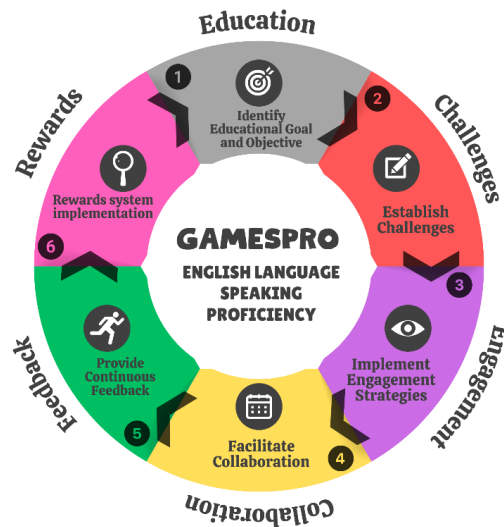 Education
1
Identify
Educational Goal
and Objective
Challenges
2
Establish
Challenges
Engagement
3
Implement
Engagement
Strategies
Collaboration
4
Facilitate
Collaboration
Feedback
5
Provide
Continuous
Feedback
Rewards
6
Rewards system
implementation
GAMESPRO
ENGLISH LANGUAGE
SPEAKING
PROFICIENCY